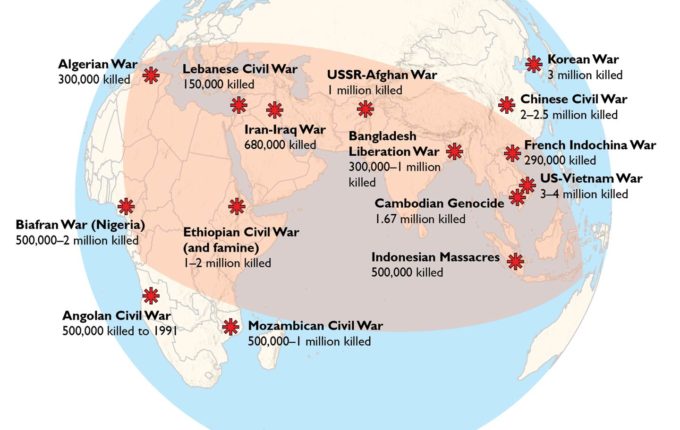 Algerian War
300,000 killed
Lebanese Civil War
150,000 killed
USSR-Afghan War
1 million killed
Korean War
3 million killed
Chinese Civil War
2–2.5 million killed
Iran-Iraq War
680,000 killed
Bangladesh
Liberation War
300,000–1 million
killed
French Indochina War
290,000 killed
US-Vietnam War
3–4 million killed
Cambodian Genocide
1.67 million killed
Biafran War (Nigeria)
500,000–2 million killed
Ethiopian Civil War
(and famine)
1–2 million killed
Indonesian Massacres
500,000 killed
Angolan Civil War
500,000 killed to 1991
Mozambican Civil War
500,000–1 million killed